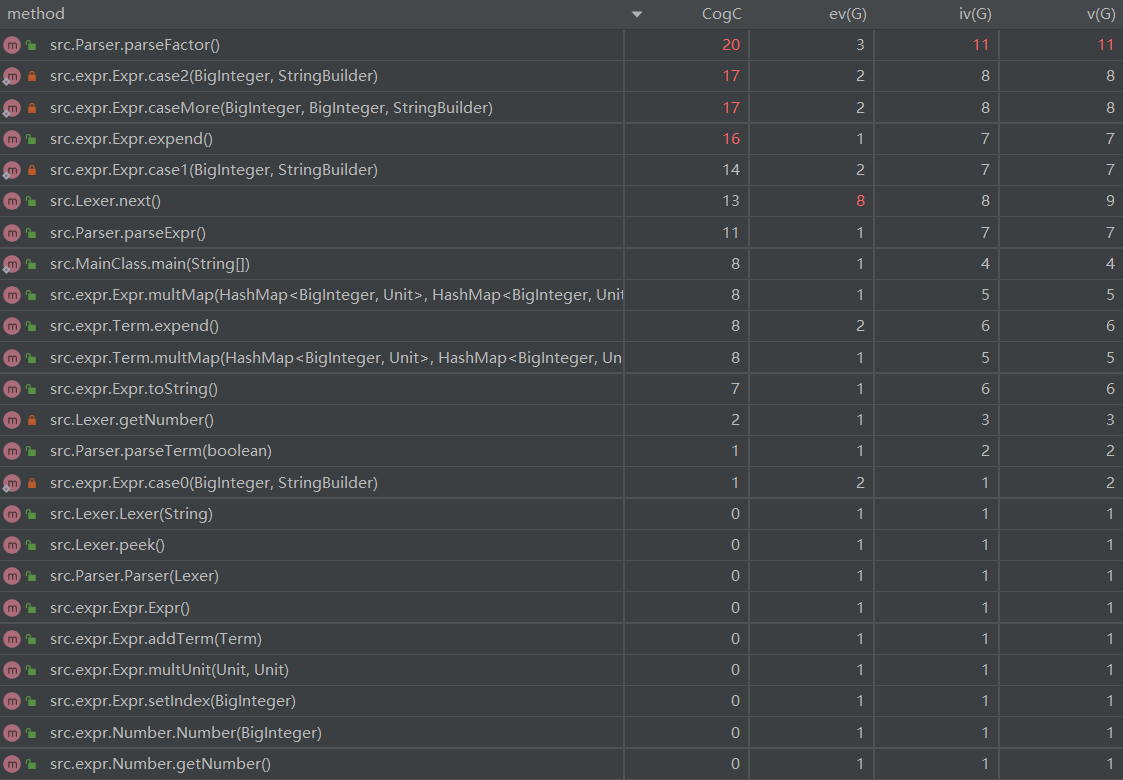 method CogC ev(G) iv(G) v(G)
m src.Parser.parseFactor() 20 3 11 11
m src.expr.Expr.case2(BigInteger, StringBuilder) 17 2 8 8
m src.expr.Expr.caseMore(BigInteger, BigInteger, StringBuilder) 17 2 8 8
m src.expr.Expr.expend() 16 1 7 7
m src.expr.Expr.case1(BigInteger, StringBuilder) 14 2 7 7
m src.Lexer.next() 13 8 8 9
m src.Parser.parseExpr() 11 1 7 7
m src.MainClass.main(String[]) 8 1 4 4
m src.expr.Expr.multMap(HashMap<BigInteger, Unit>, HashMap<BigInteger, Unit 8 1 5 5
m src.expr.Term.expend() 8 2 6 6
m src.expr.Term.multMap(HashMap<BigInteger, Unit>, HashMap<BigInteger, Un 8 1 5 5
m src.expr.Expr.toString() 7 1 6 6
m src.Lexer.getNumber() 2 1 3 3
m src.Parser.parseTerm(boolean) 1 1 2 2
m src.expr.Expr.case0(BigInteger, StringBuilder) 1 2 1 2
m src.Lexer.Lexer(String) 0 1 1 1
m src.Lexer.peek() 0 1 1 1
m src.Parser.Parser(Lexer) 0 1 1 1
m src.expr.Expr.Expr() 0 1 1 1
m src.expr.Expr.addTerm(Term) 0 1 1 1
m src.expr.Expr.multUnit(Unit, Unit) 0 1 1 1
m src.expr.Expr.setIndex(BigInteger) 0 1 1 1
m src.expr.Number.Number(BigInteger) 0 1 1 1
m src.expr.Number.getNumber() 0 1 1 1